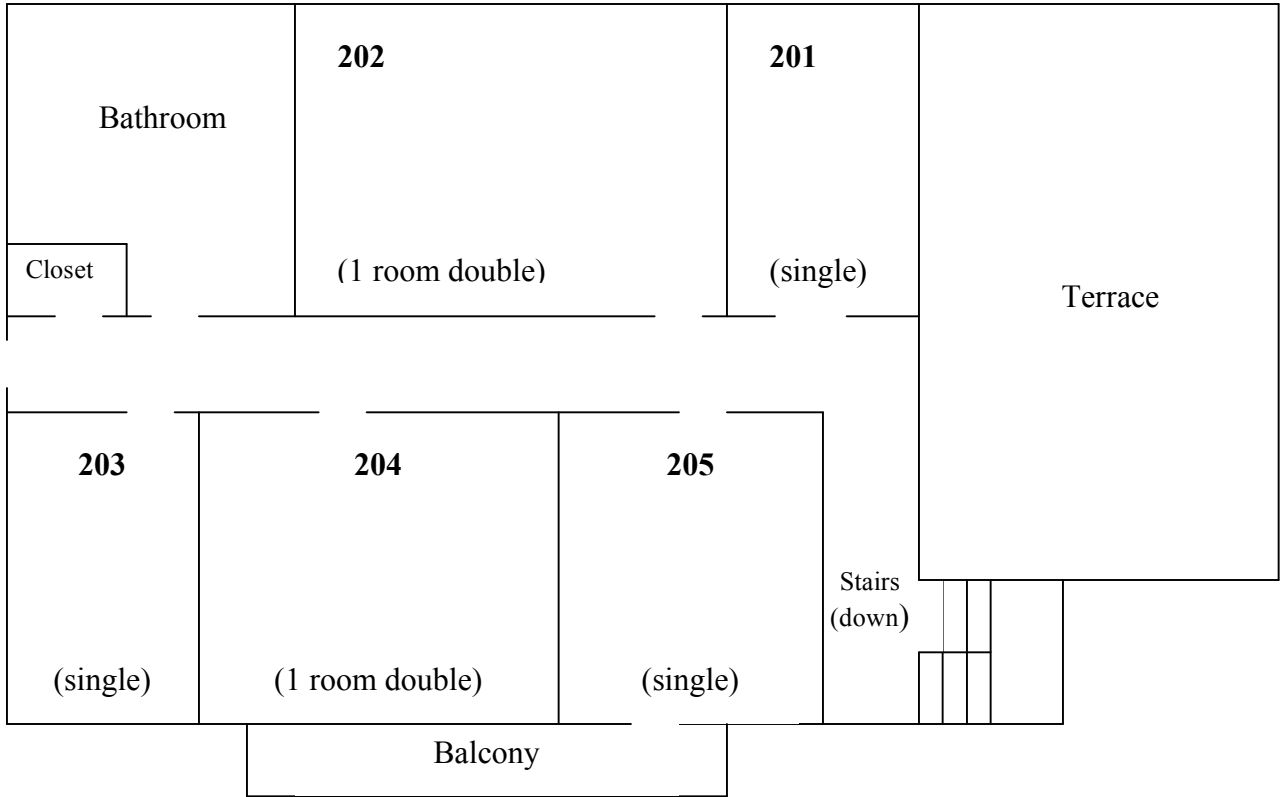 202
201
Bathroom
Closet
(1 room double)
(single)
Terrace
203
204
205
Stairs
(down)
(single)
(1 room double)
(single)
Balcony